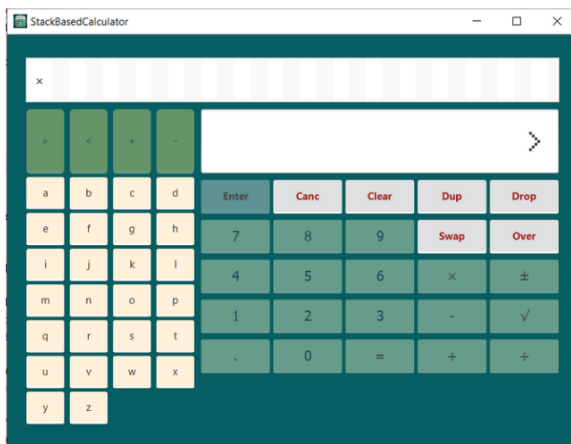 StackBasedCalculator
×
> < + -
>
a b c d Enter Canc Clear Dup Drop
e f g h 7 8 9 Swap Over
i j k l 4 5 6 × ±
m n o p 1 2 3 - √
q r s t . 0 = + ÷
u v w x
y z